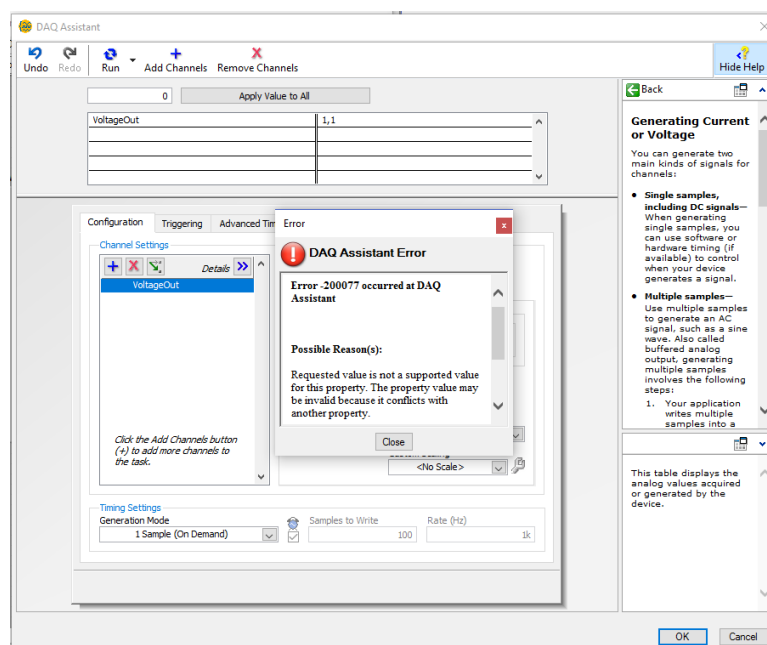 DAQ Assistant
Undo Redo Run Add Channels Remove Channels Hide Help
0 Apply Value to All
VoltageOut 1,1
Configuration Triggering Advanced Tim
Channel Settings
Details
VoltageOut
Click the Add Channels button
(+) to add more channels to
the task.
Error
DAQ Assistant Error
Error -200077 occurred at DAQ
Assistant
Possible Reason(s):
Requested value is not a supported value
for this property. The property value may
be invalid because it conflicts with
another property.
Close
<No Scale>
Timing Settings
Generation Mode Samples to Write Rate (Hz)
1 Sample (On Demand) 100 1k
Back
Generating Current
or Voltage
You can generate two
main kinds of signals for
channels:
• Single samples,
including DC signals—
When generating
single samples, you
can use software or
hardware timing (if
available) to control
when your device
generates a signal.
• Multiple samples—
Use multiple samples
to generate an AC
signal, such as a sine
wave. Also called
buffered analog
output, generating
multiple samples
involves the following
steps:
1. Your application
writes multiple
samples into a
This table displays the
analog values acquired
or generated by the
device.
OK Cancel